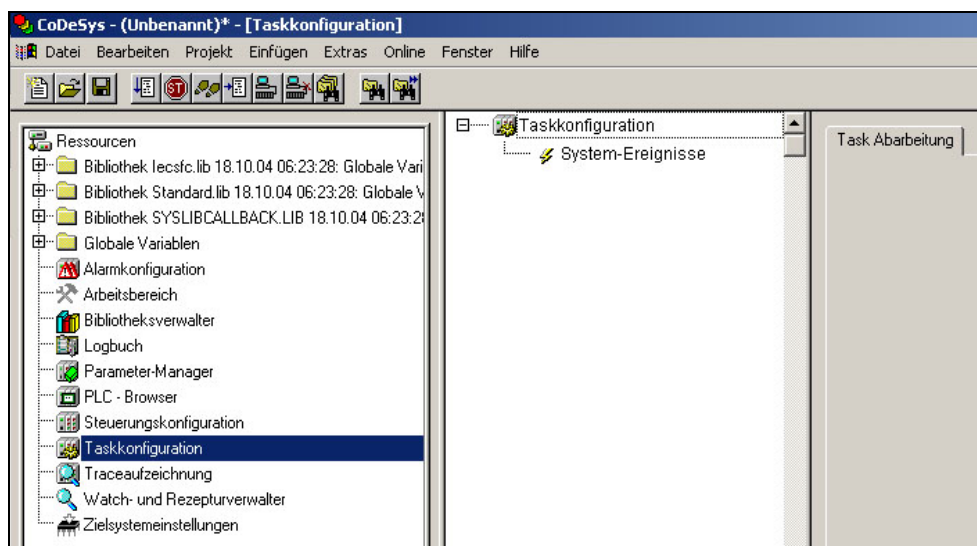 CoDeSys - (Unbenannt)* - [Taskkonfiguration]
Datei Bearbeiten Projekt Einfügen Extras Online Fenster Hilfe
ST
Ressourcen
Bibliothek Iecsfc.lib 18.10.04 06:23:28: Globale Vari
Bibliothek Standard.lib 18.10.04 06:23:28: Globale V
Bibliothek SYSLIBCALLBACK.LIB 18.10.04 06:23:2
Globale Variablen
Alarmkonfiguration
Arbeitsbereich
Bibliotheksverwalter
Logbuch
Parameter-Manager
PLC - Browser
Steuerungskonfiguration
Taskkonfiguration
Traceaufzeichnung
Watch- und Rezepturverwalter
Zielsystemeinstellungen
Taskkonfiguration
System-Ereignisse
Task Abarbeitung